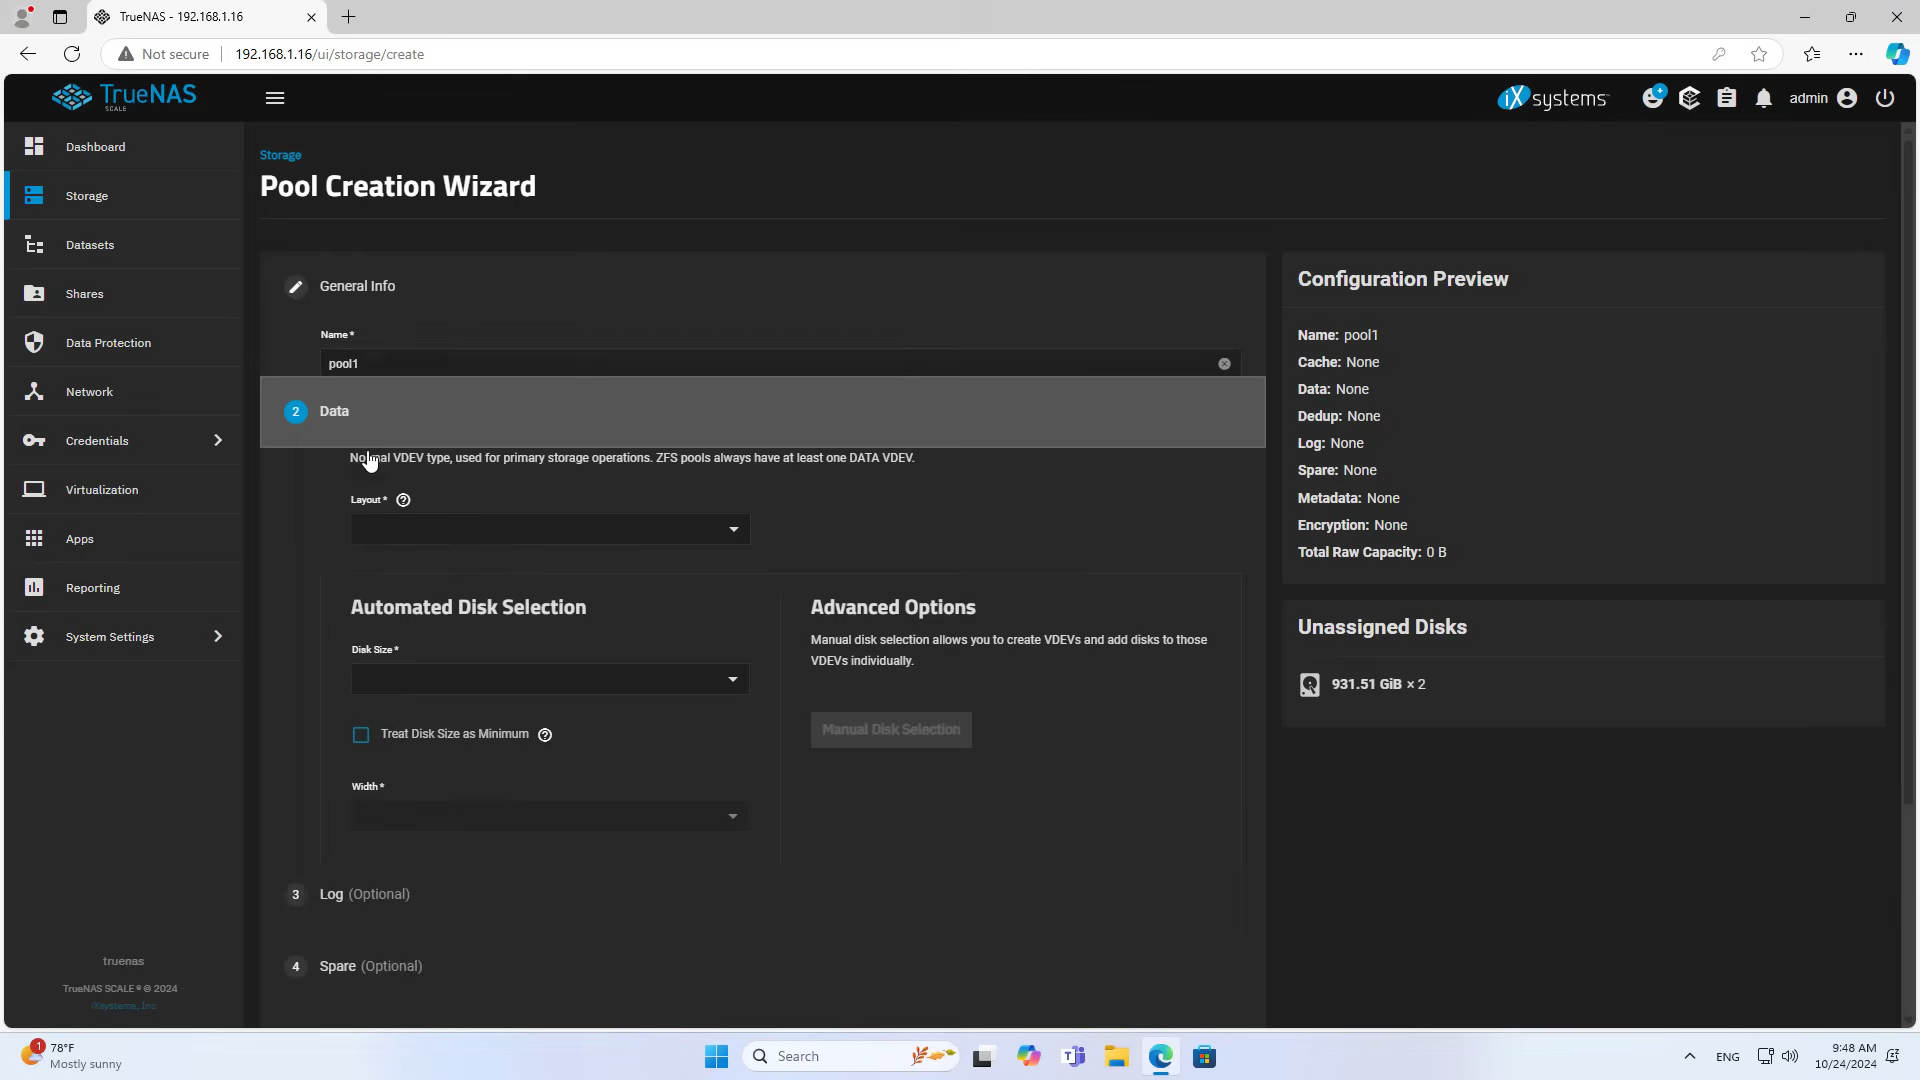 TrueNAS - 192.168.1.16
Not secure
192.168.1.16/ui/storage/create
TrueNAS
SCALE
iXsystems
admin
Dashboard
Storage
Datasets
Shares
Data Protection
Network
Credentials
Virtualization
Apps
Reporting
System Settings
truenas
TrueNAS SCALE ® © 2024
iXsystems, Inc
Storage
Pool Creation Wizard
General Info
Name *
pool1
2 Data
Normal VDEV type, used for primary storage operations. ZFS pools always have at least one DATA VDEV.
Layout *
Automated Disk Selection
Disk Size *
Treat Disk Size as Minimum
Width *
Advanced Options
Manual disk selection allows you to create VDEVs and add disks to those
VDEVs individually.
Manual Disk Selection
3 Log (Optional)
4 Spare (Optional)
Configuration Preview
Name: pool1
Cache: None
Data: None
Dedup: None
Log: None
Spare: None
Metadata: None
Encryption: None
Total Raw Capacity: 0 B
Unassigned Disks
931.51 GiB × 2
1
78°F
Mostly sunny
Search
ENG
9:48 AM
10/24/2024